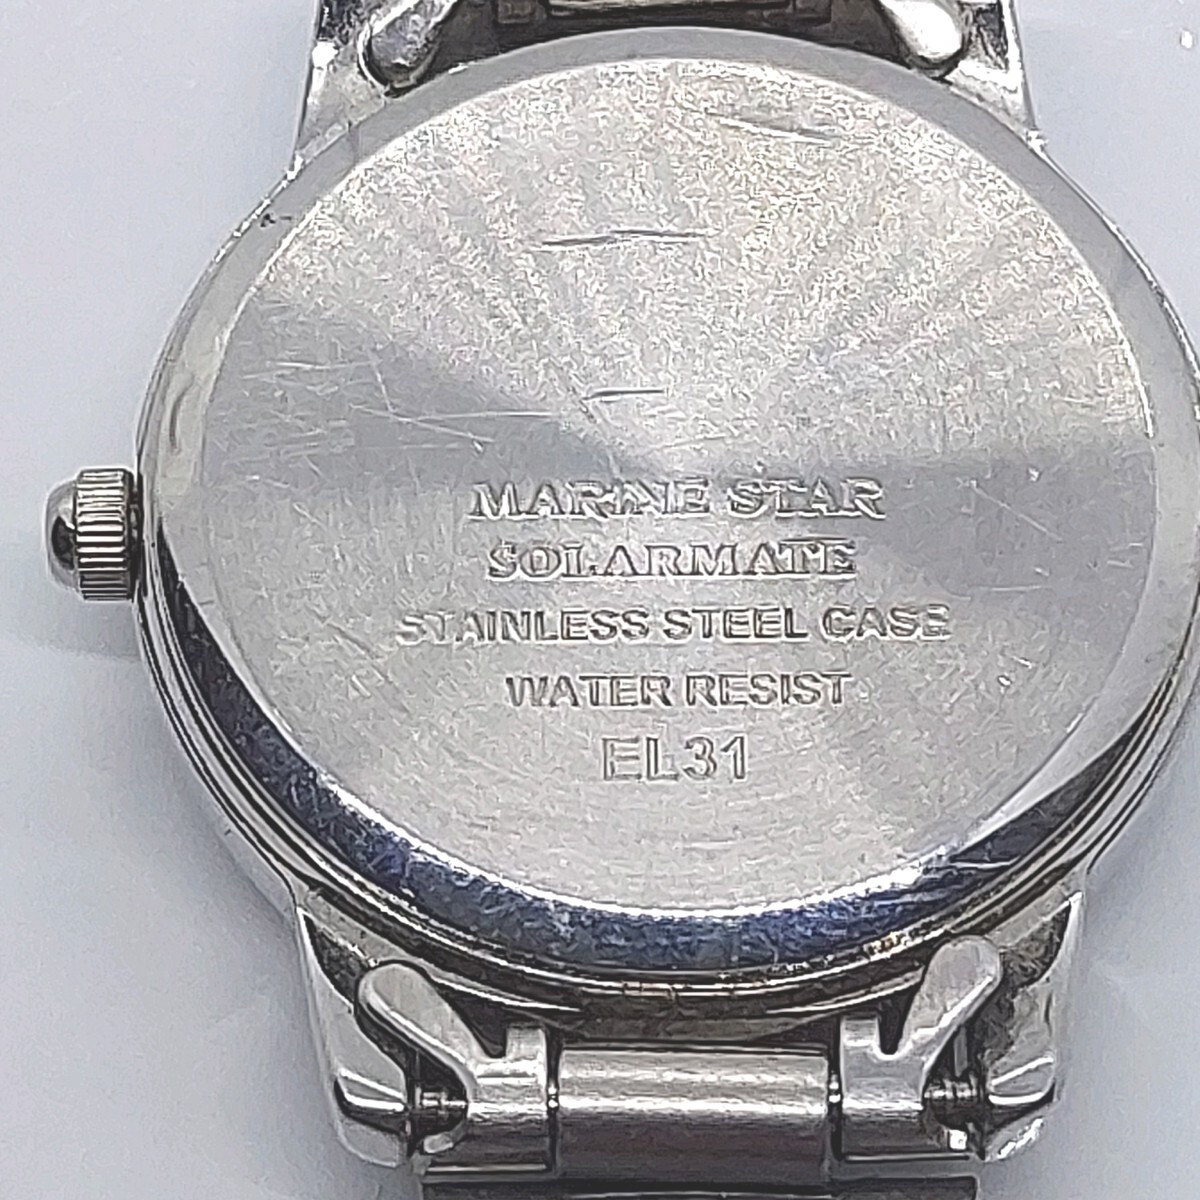 MARINE STAR
SOLARMATE
STAINLESS STEEL CASE
WATER RESIST
EL31